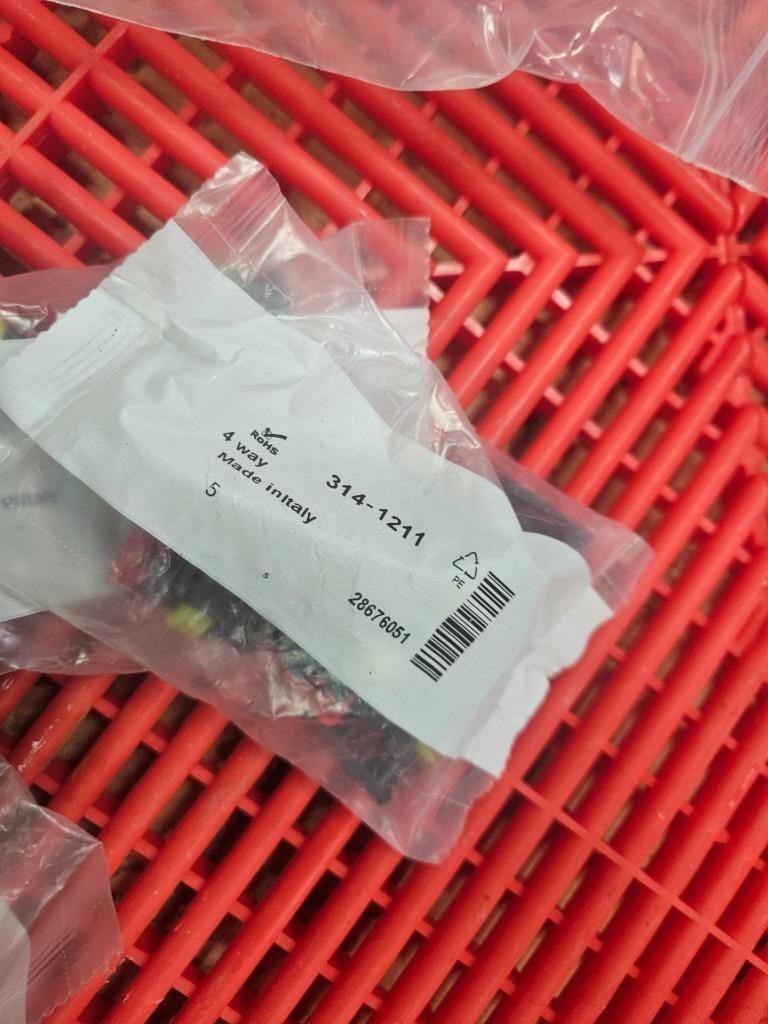 RoHS
4 way
Made inItaly
5
314-1211
PE
s
28676051